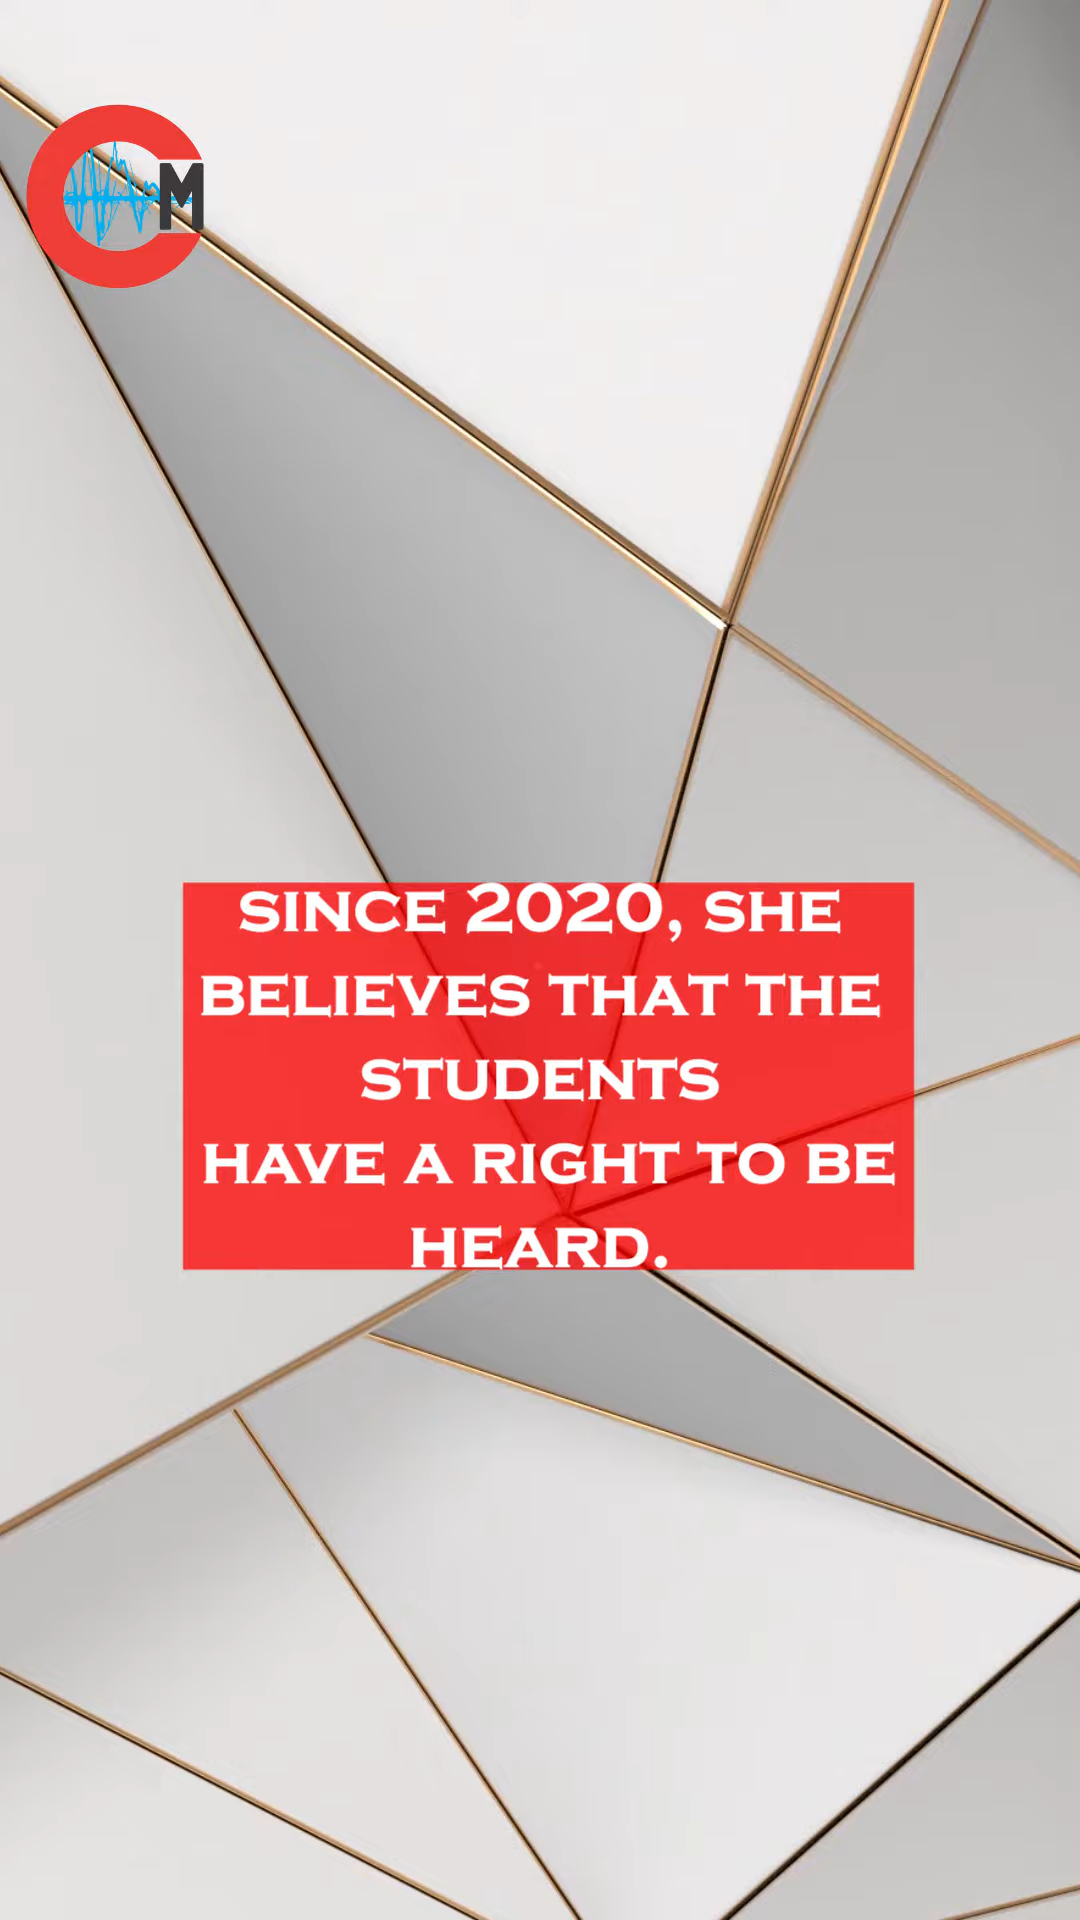 M
SINCE 2020, SHE
BELIEVES THAT THE
STUDENTS
HAVE A RIGHT TO BE
HEARD.